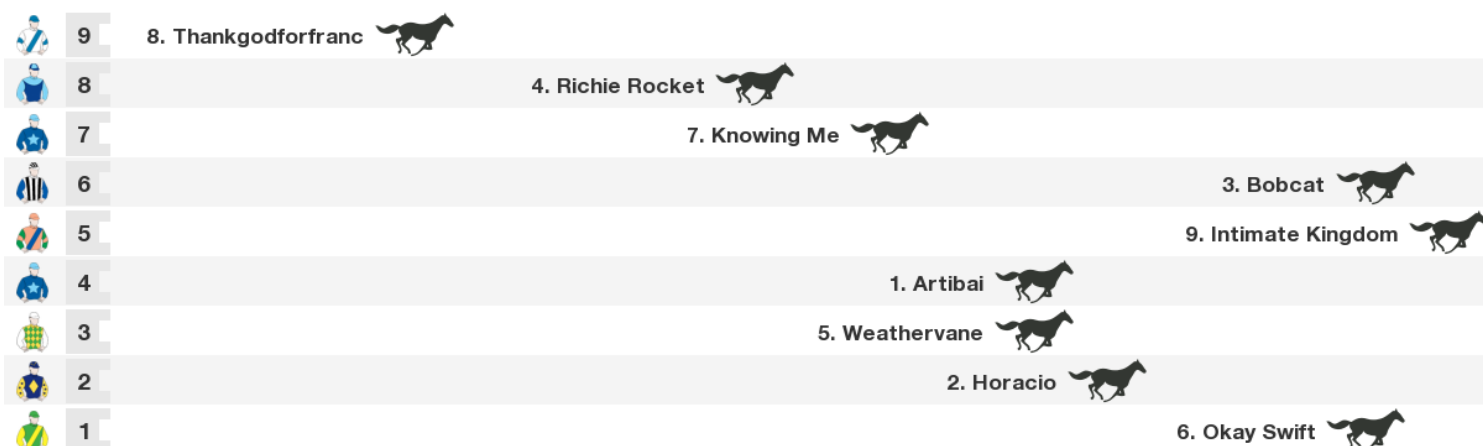 9 8. Thankgodforfranc
8 4. Richie Rocket
7 7. Knowing Me
6 3. Bobcat
5 9. Intimate Kingdom
4 1. Artibai
3 5. Weathervane
2 2. Horacio
1 6. Okay Swift